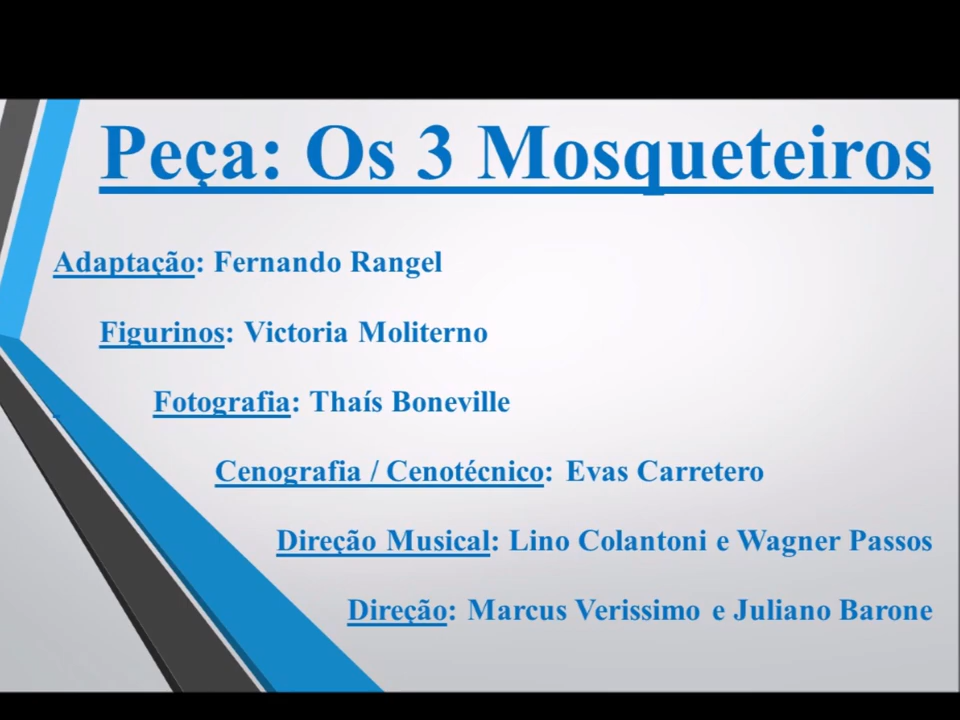 Peça: Os 3 Mosqueteiros
Adaptação: Fernando Rangel
Figurinos: Victoria Moliterno
Fotografia: Thaís Boneville
Cenografia / Cenotécnico: Evas Carretero
Direção Musical: Lino Colantoni e Wagner Passos
Direção: Marcus Verissimo e Juliano Barone